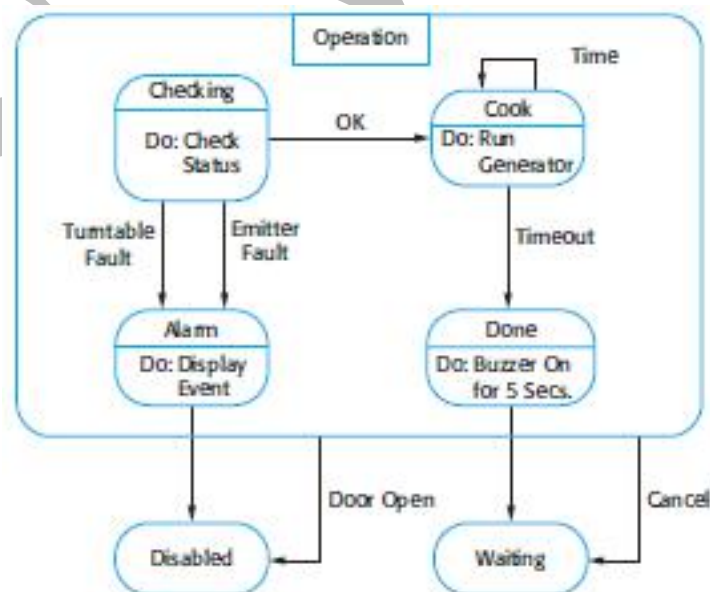 Operation
Time
Checking
Do: Check
Status
OK
Cook
Do: Run
Generator
Turntable
Fault
Emitter
Fault
Timeout
Alarm
Do: Display
Event
Done
Do: Buzzer On
for 5 Secs.
Door Open
Cancel
Disabled
Waiting